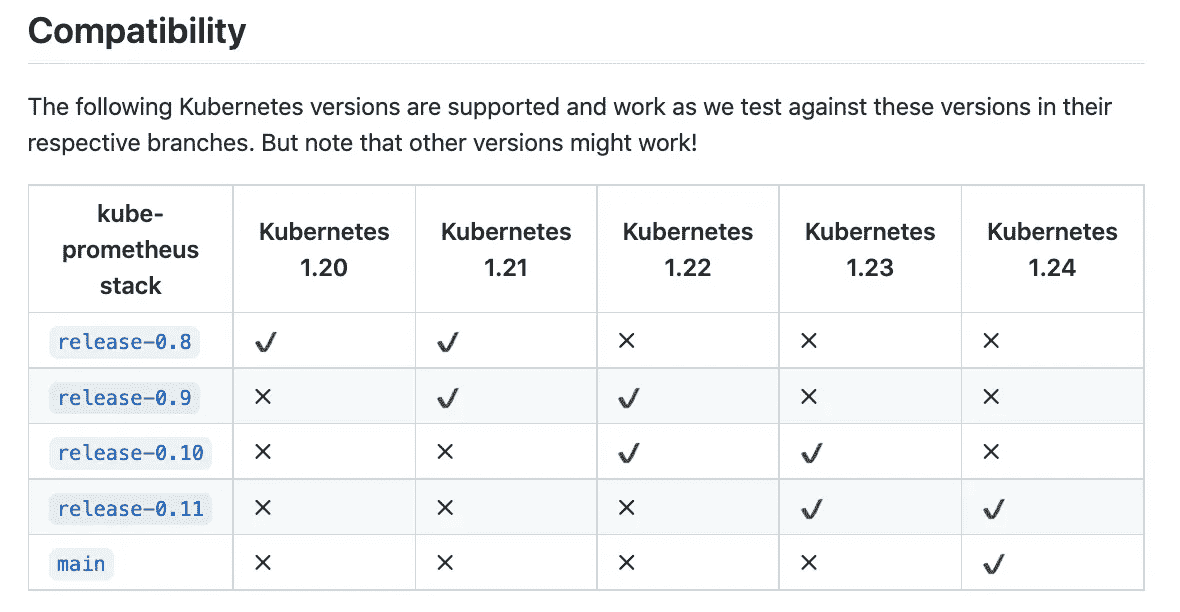 Compatibility
The following Kubernetes versions are supported and work as we test against these versions in their
respective branches. But note that other versions might work!
kube-prometheus stack Kubernetes 1.20 Kubernetes 1.21 Kubernetes 1.22 Kubernetes 1.23 Kubernetes 1.24
release-0.8 ✔ ✔ ✗ ✗ ✗
release-0.9 ✗ ✔ ✔ ✗ ✗
release-0.10 ✗ ✗ ✔ ✔ ✗
release-0.11 ✗ ✗ ✗ ✔ ✔
main ✗ ✗ ✗ ✗ ✔